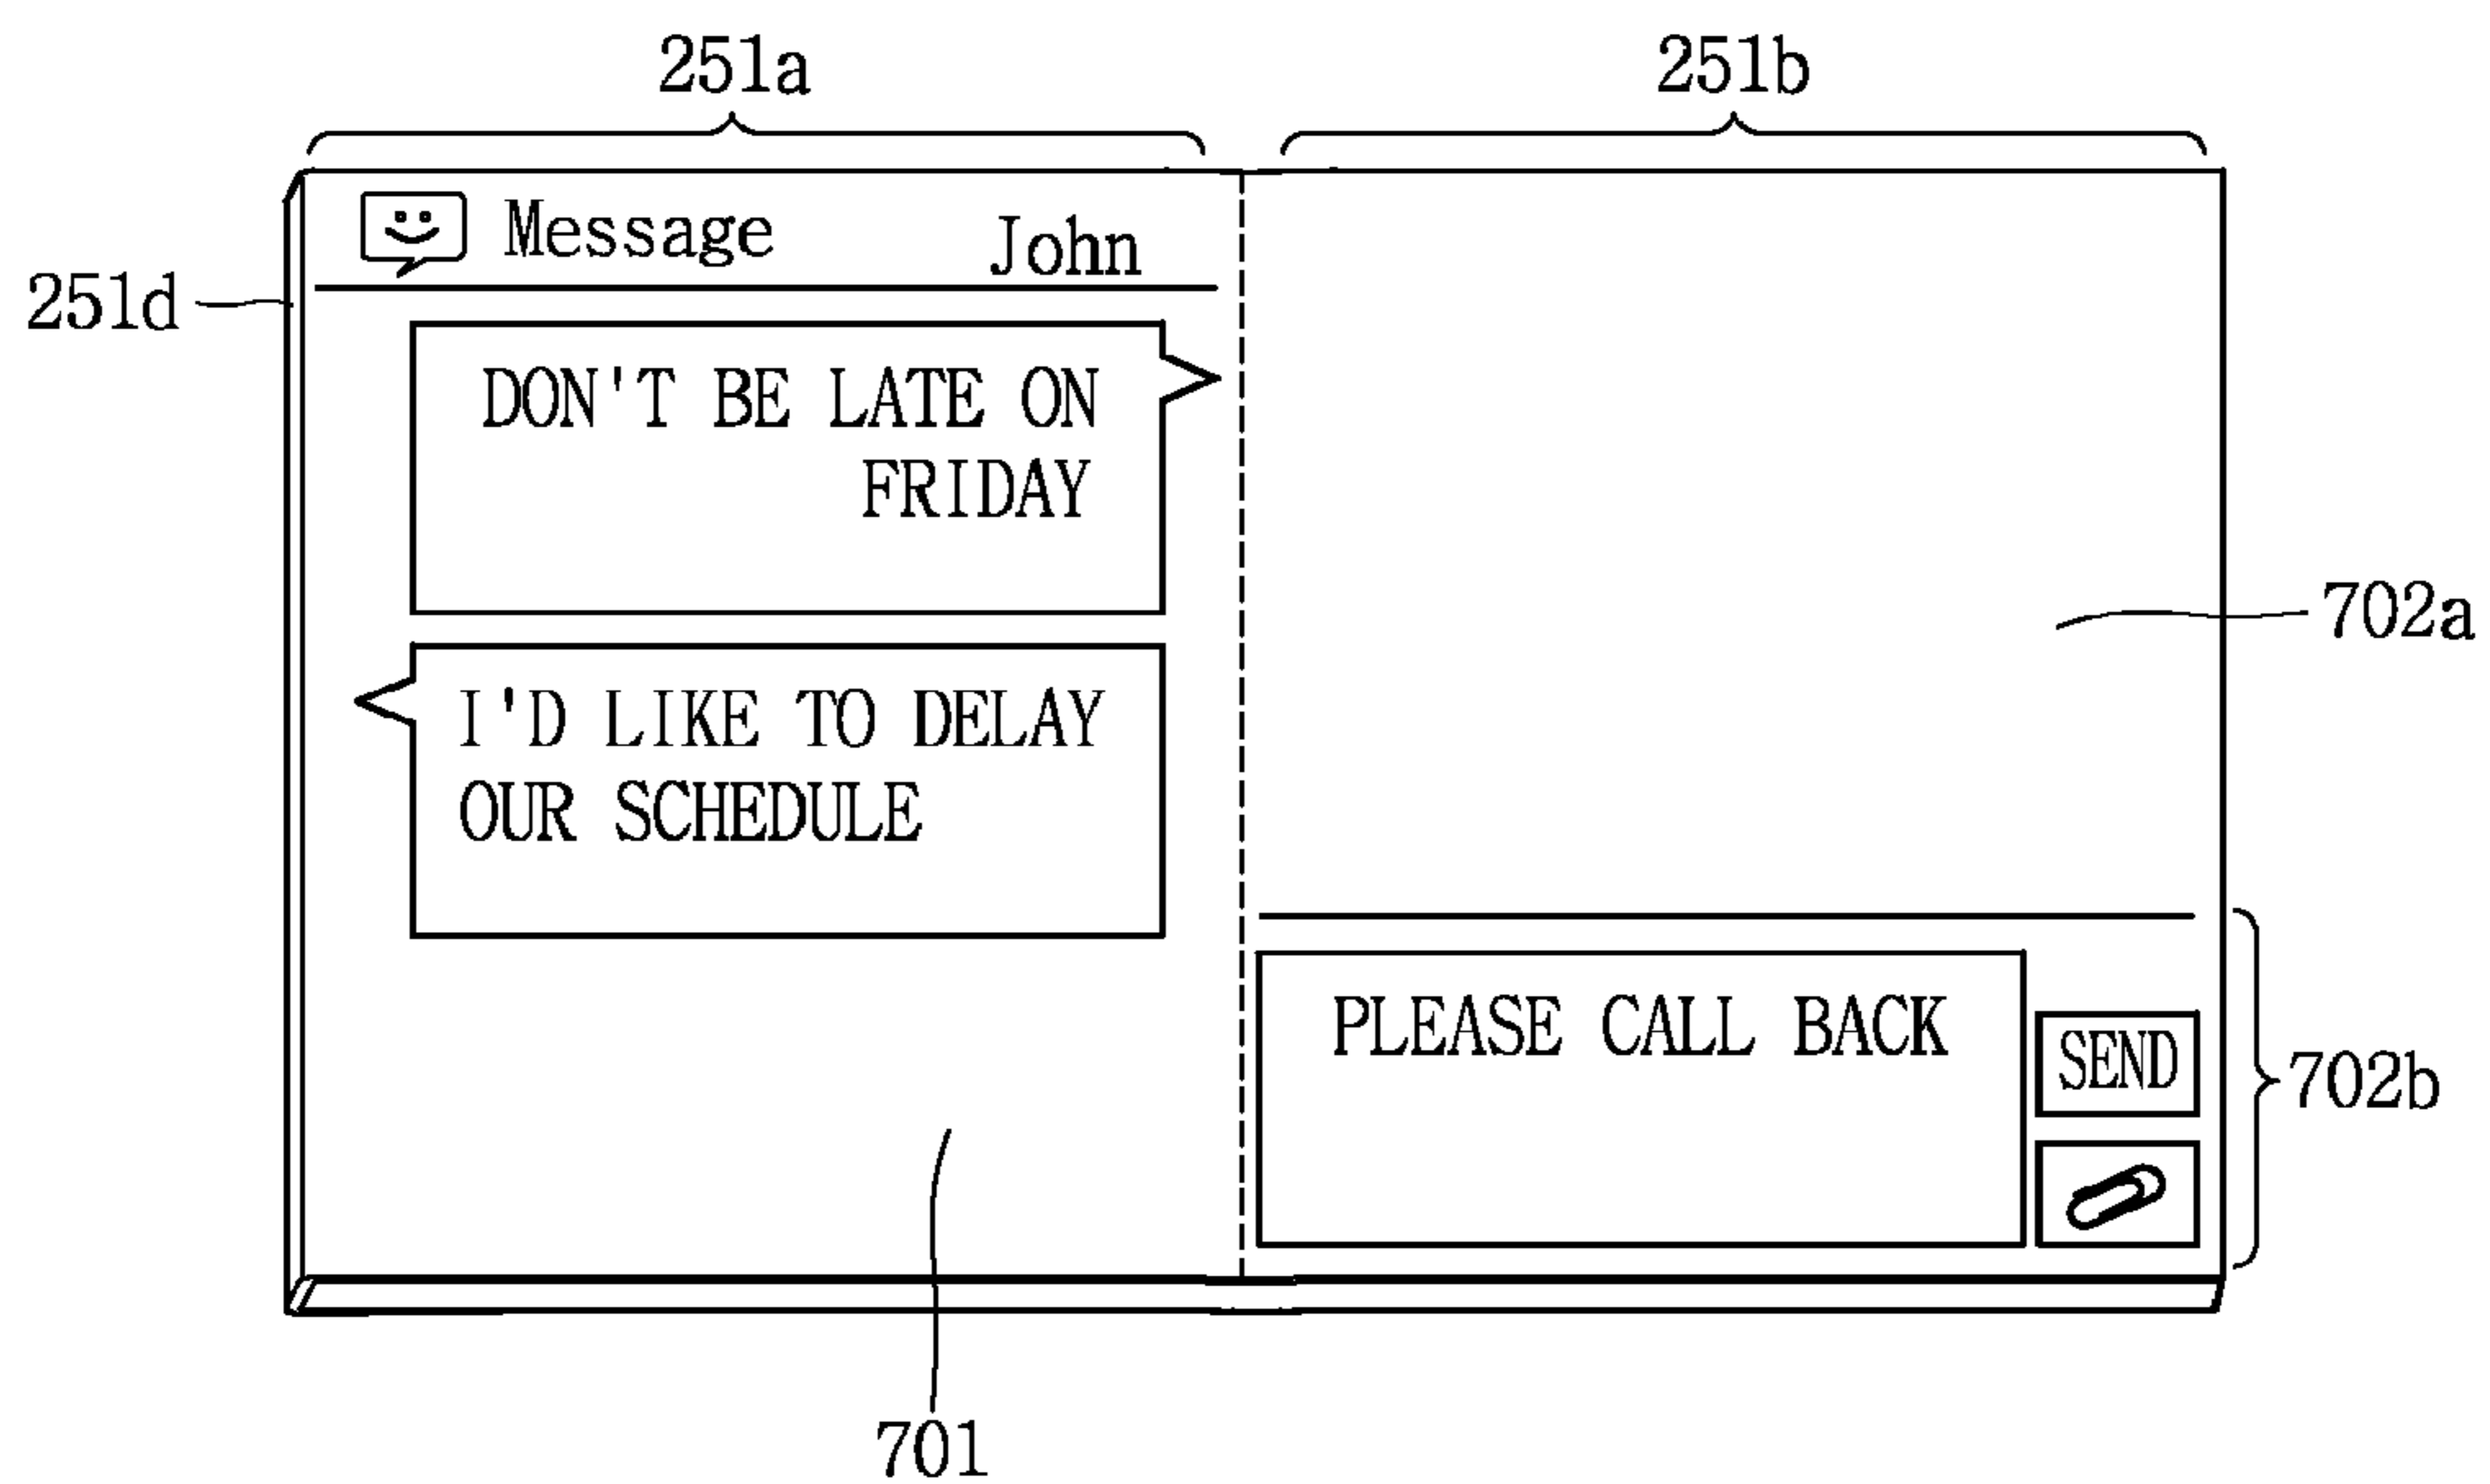 251a
251b
Message
John
251d
DON'T BE LATE ON
FRIDAY
702a
I'D LIKE TO DELAY
OUR SCHEDULE
PLEASE CALL BACK
SEND
702b
701